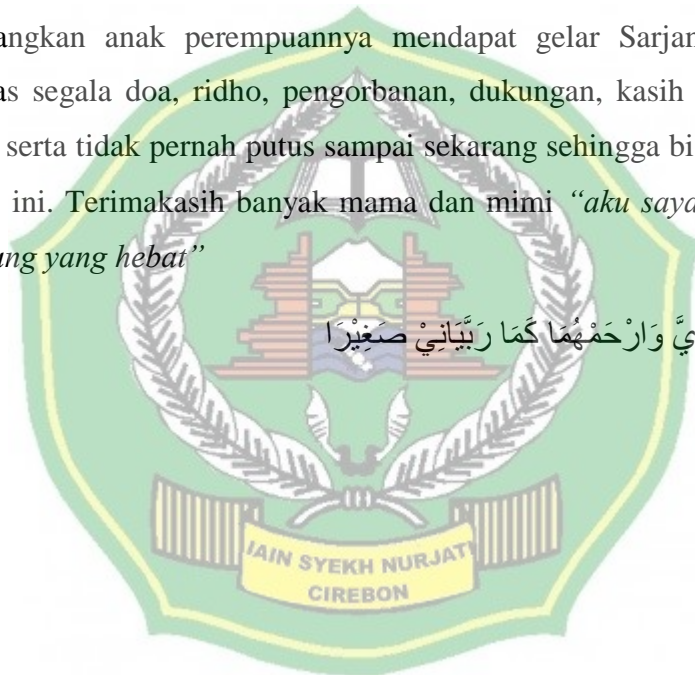 angkan anak perempuannya mendapat gelar Sarjan
as segala doa, ridho, pengorbanan, dukungan, kasih
serta tidak pernah putus sampai sekarang sehingga bi
ini. Terimakasih banyak mama dan mimi “aku saya
ung yang hebat”
يَّ وَارْحَمْهُمَا كَمَا رَبَّيَانِيْ صَغِيْرَا
IAIN SYEKH NURJATI
CIREBON